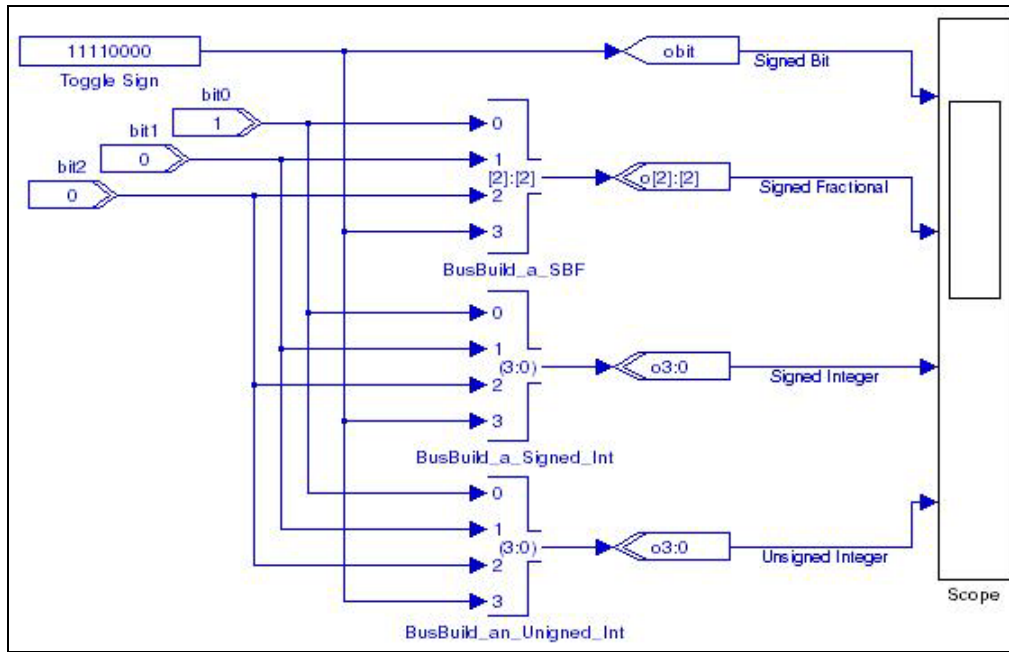 11110000
obit
Toggle Sign
Signed Bit
bit0
1
bit1
0
bit2
0
0
1
[2]:[2]
2
3
o[2]:[2]
Signed Fractional
BusBuild_a_SBF
0
1
(3:0)
2
3
o3:0
Signed Integer
BusBuild_a_Signed_Int
0
1
(3:0)
2
3
o3:0
Unsigned Integer
BusBuild_an_Unigned_Int
Scope